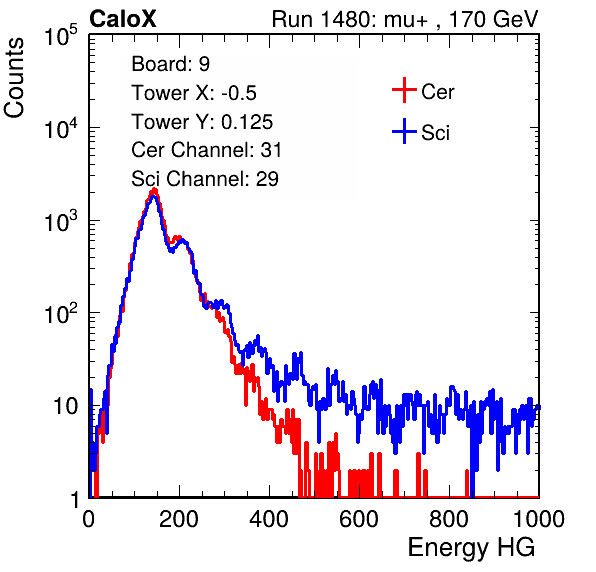 CaloX
Run 1480: mu+ , 170 GeV
Counts
10^5
10^4
10^3
10^2
10
1
Board: 9
Tower X: -0.5
Tower Y: 0.125
Cer Channel: 31
Sci Channel: 29
Cer
Sci
0 200 400 600 800 1000
Energy HG